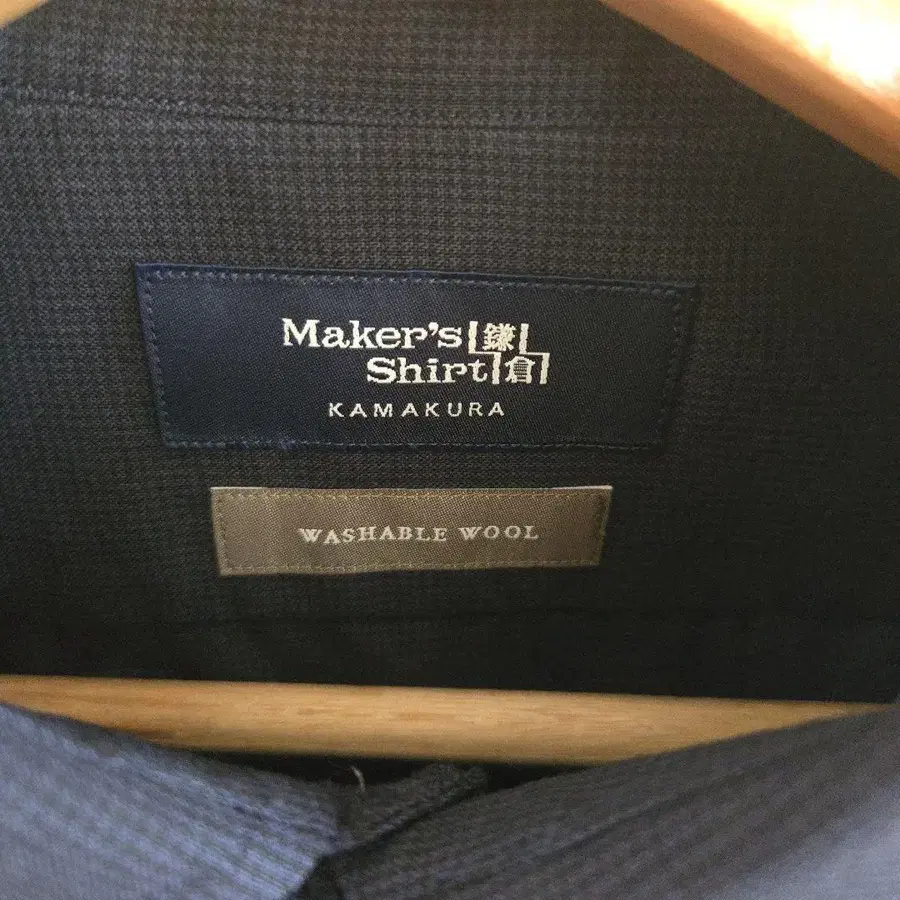 Maker's 鎌
Shirt 倉
KAMAKURA
WASHABLE WOOL